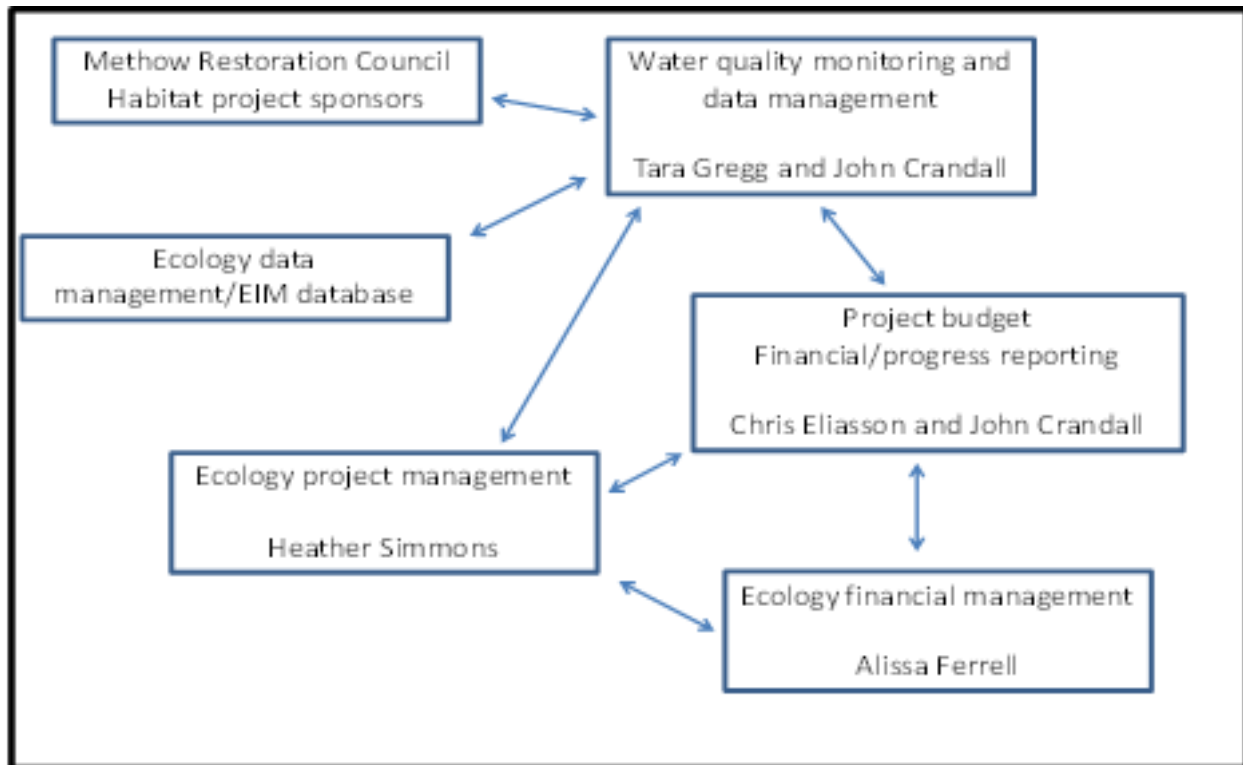 Methow Restoration Council
Habitat project sponsors
Water quality monitoring and
data management
Tara Gregg and John Crandall
Ecology data
management/EIM database
Project budget
Financial/progress reporting
Chris Eliasson and John Crandall
Ecology project management
Heather Simmons
Ecology financial management
Alissa Ferrell